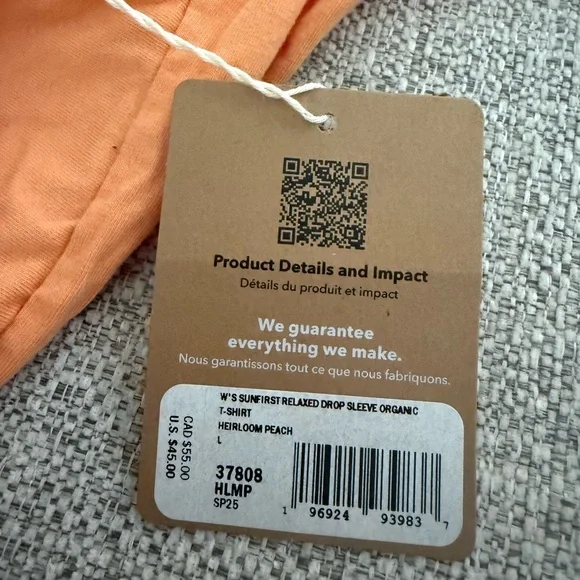 Product Details and Impact
Détails du produit et impact
We guarantee
everything we make.
Nous garantissons tout ce que nous fabriquons.
W'S SUNFIRST RELAXED DROP SLEEVE ORGANIC
T-SHIRT
HEIRLOOM PEACH
L
CAD $55.00
U.S. $45.00
37808
HLMP
SP25
1 96924 93983 7